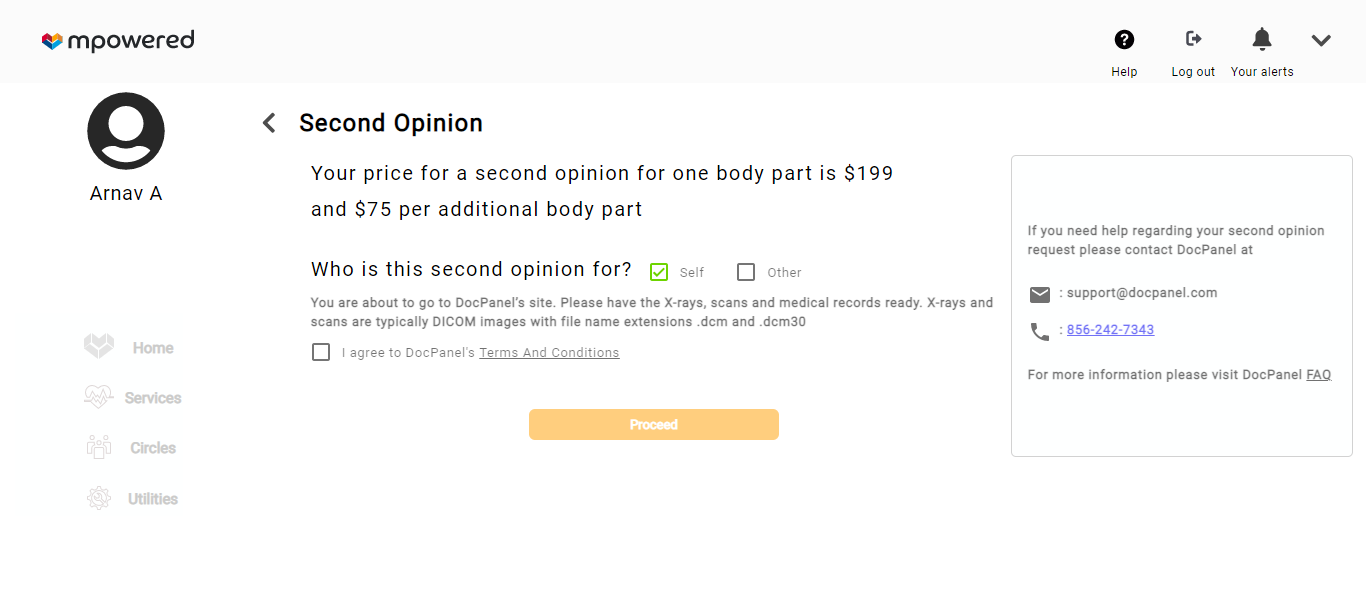 mpowered
Help
Log out
Your alerts
Arnav A
Home
Services
Circles
Utilities
Second Opinion
Your price for a second opinion for one body part is $199
and $75 per additional body part
Who is this second opinion for? Self Other
You are about to go to DocPanel's site. Please have the X-rays, scans and medical records ready. X-rays and
scans are typically DICOM images with file name extensions .dcm and .dcm30
I agree to DocPanel's Terms And Conditions
Proceed
If you need help regarding your second opinion
request please contact DocPanel at
: support@docpanel.com
: 856-242-7343
For more information please visit DocPanel FAQ